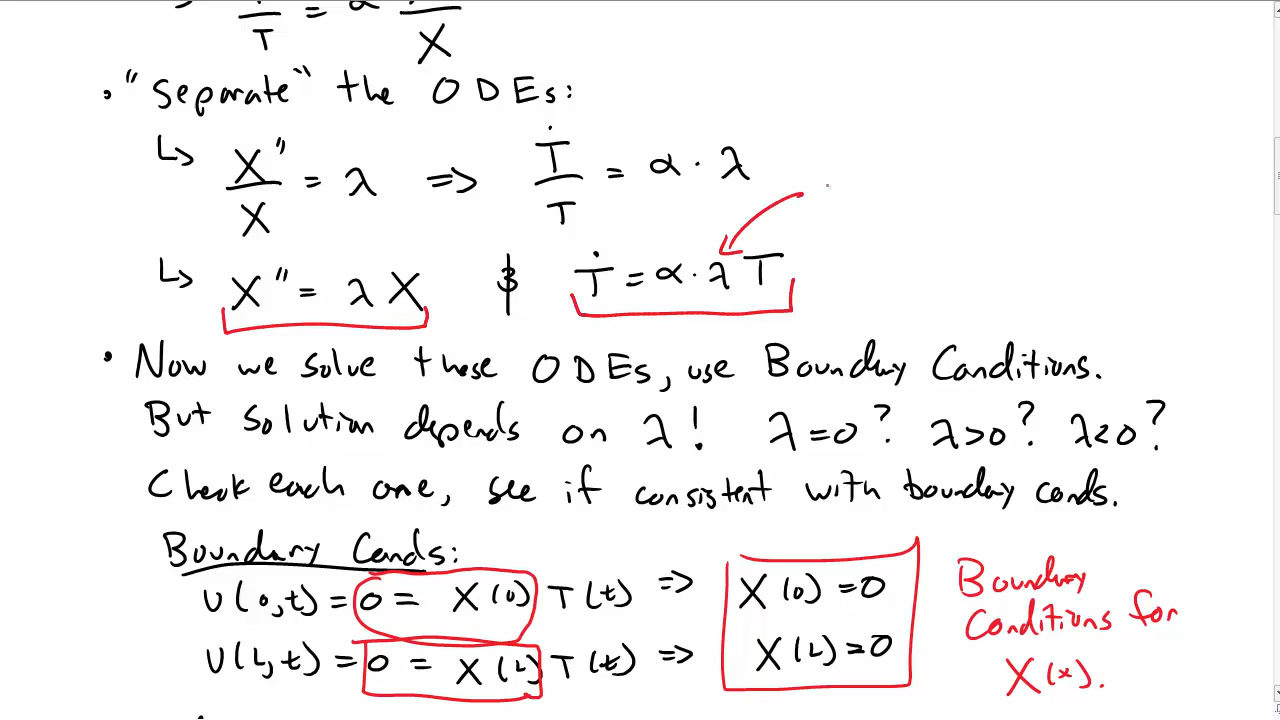 Ṫ/T = α X''/X
• "Separate" the ODEs:
↳ X''/X = λ => Ṫ/T = α · λ
↳ X'' = λ X & Ṫ = α · λ T
• Now we solve these ODEs, use Boundary Conditions.
But solution depends on λ! λ=0? λ>0? λ<0?
Check each one, see if consistent with boundary conds.
Boundary Conds:
U(0,t) = 0 = X(0) T(t) => X(0)=0
U(L,t) = 0 = X(L) T(t) => X(L)=0
Boundary
Conditions for
X(x).